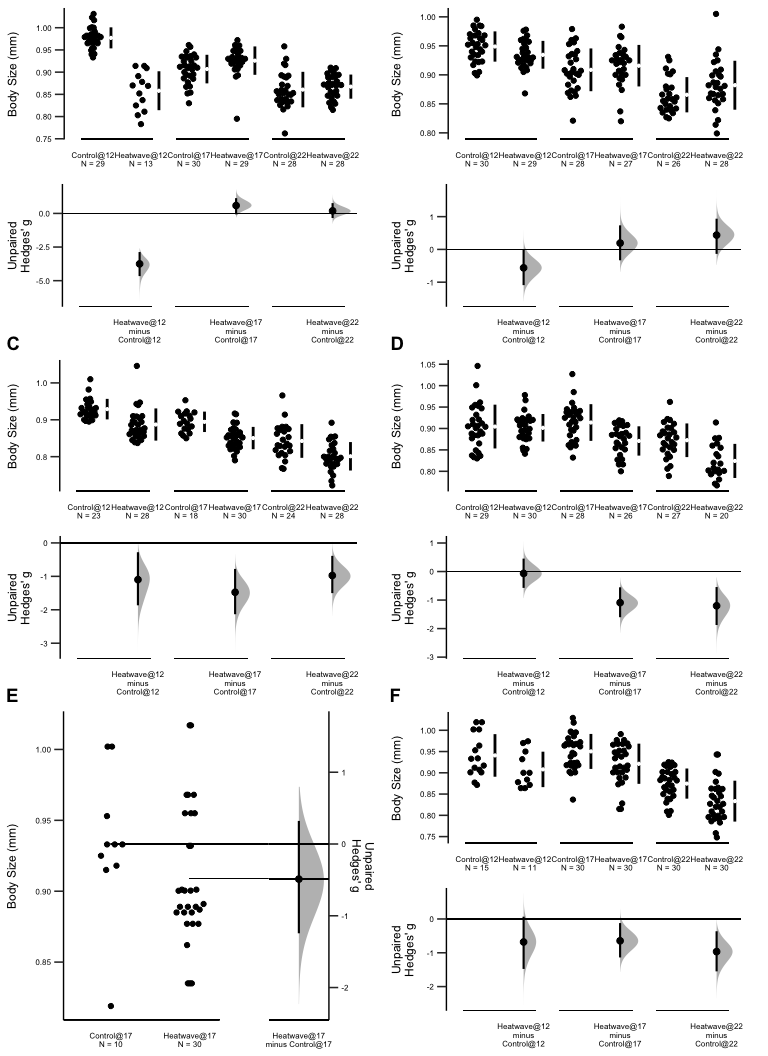 1.00
0.95
0.90
0.85
0.80
0.75
Body Size (mm)
Control@12 Heatwave@12 Control@17 Heatwave@17 Control@22 Heatwave@22
N = 29 N = 13 N = 30 N = 29 N = 28 N = 28
0.0
-2.5
-5.0
Unpaired
Hedges' g
Heatwave@12 Heatwave@17 Heatwave@22
minus minus minus
Control@12 Control@17 Control@22
1.00
0.95
0.90
0.85
0.80
Body Size (mm)
Control@12 Heatwave@12 Control@17 Heatwave@17 Control@22 Heatwave@22
N = 30 N = 29 N = 28 N = 27 N = 26 N = 28
1
0
-1
Unpaired
Hedges' g
Heatwave@12 Heatwave@17 Heatwave@22
minus minus minus
Control@12 Control@17 Control@22
C
1.0
0.9
0.8
Body Size (mm)
Control@12 Heatwave@12 Control@17 Heatwave@17 Control@22 Heatwave@22
N = 23 N = 28 N = 18 N = 30 N = 24 N = 28
0
-1
-2
-3
Unpaired
Hedges' g
Heatwave@12 Heatwave@17 Heatwave@22
minus minus minus
Control@12 Control@17 Control@22
D
1.05
1.00
0.95
0.90
0.85
0.80
Body Size (mm)
Control@12 Heatwave@12 Control@17 Heatwave@17 Control@22 Heatwave@22
N = 29 N = 30 N = 28 N = 26 N = 27 N = 20
1
0
-1
-2
-3
Unpaired
Hedges' g
Heatwave@12 Heatwave@17 Heatwave@22
minus minus minus
Control@12 Control@17 Control@22
E
1.00
0.95
0.90
0.85
Body Size (mm)
1
0
-1
-2
Unpaired
Hedges' g
Control@17 Heatwave@17 Heatwave@17
N = 10 N = 30 minus Control@17
F
1.00
0.95
0.90
0.85
0.80
0.75
Body Size (mm)
Control@12 Heatwave@12 Control@17 Heatwave@17 Control@22 Heatwave@22
N = 15 N = 11 N = 30 N = 30 N = 30 N = 30
0
-1
-2
Unpaired
Hedges' g
Heatwave@12 Heatwave@17 Heatwave@22
minus minus minus
Control@12 Control@17 Control@22